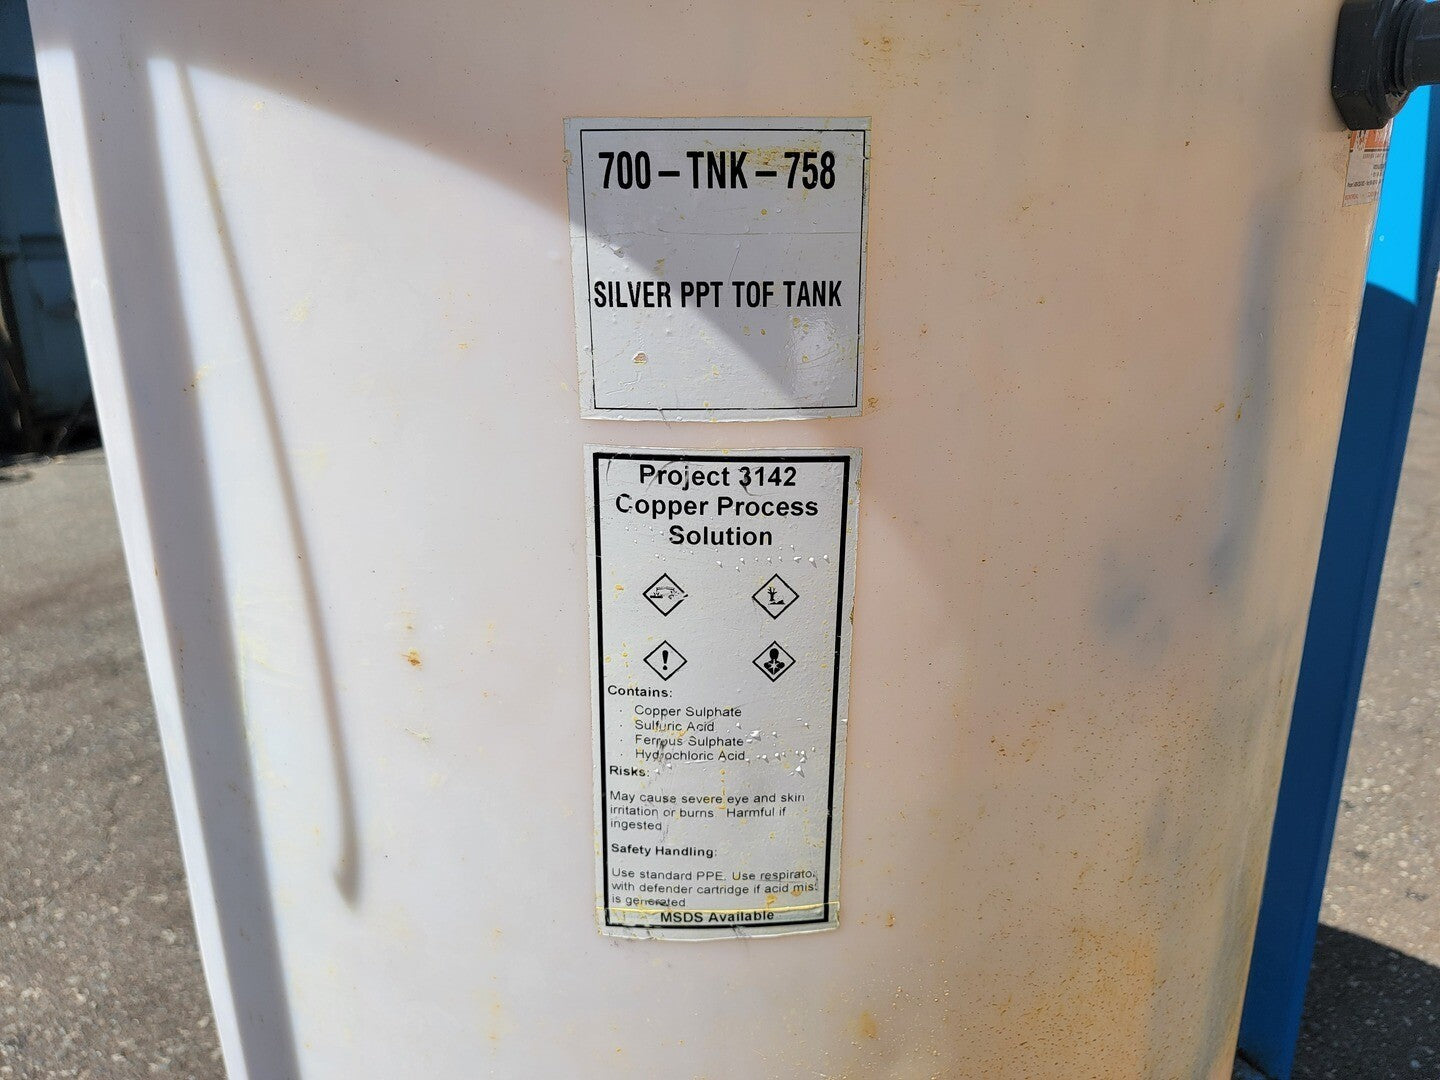 700 – TNK – 758
SILVER PPT TOF TANK
Project 3142
Copper Process
Solution
Contains:
· Copper Sulphate
· Sulfuric Acid
· Ferrous Sulphate
· Hydrochloric Acid
Risks:
May cause severe eye and skin
irritation or burns Harmful if
ingested
Safety Handling:
Use standard PPE. Use respirator
with defender cartridge if acid mist
is generated
MSDS Available